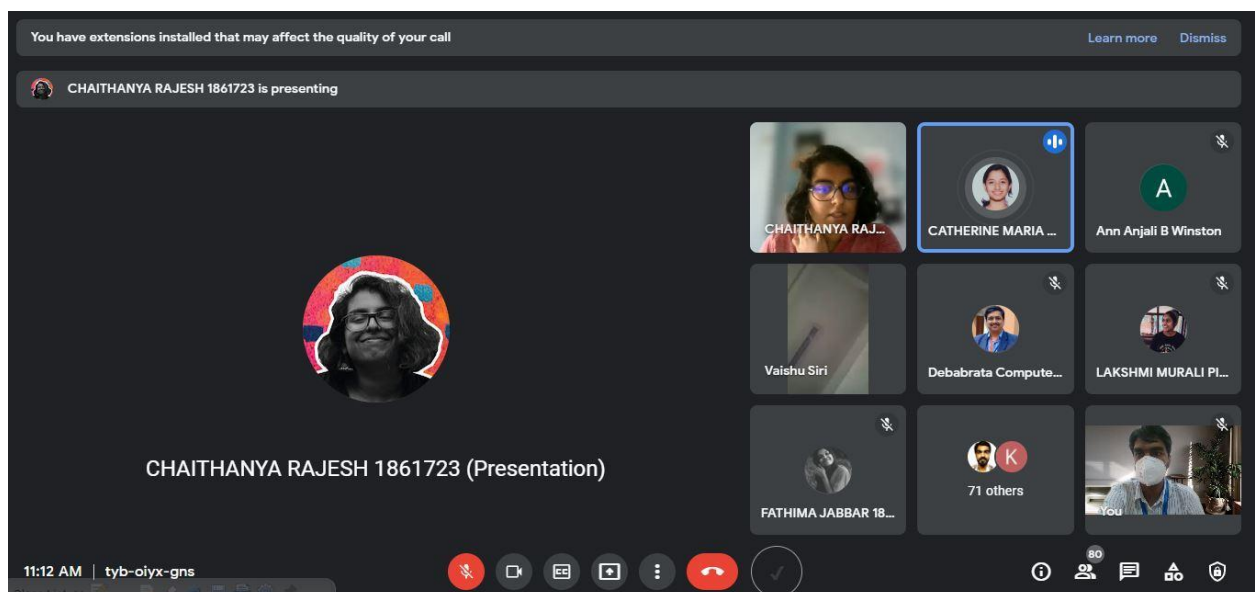 You have extensions installed that may affect the quality of your call
Learn more
Dismiss
CHAITHANYA RAJESH 1861723 is presenting
CHAITHANYA RAJESH 1861723 (Presentation)
CHAITHANYA RAJ...
CATHERINE MARIA ...
A
Ann Anjali B Winston
Vaishu Siri
Debabrata Compute...
LAKSHMI MURALI PI...
FATHIMA JABBAR 18...
K
71 others
You
11:12 AM | tyb-oiyx-gns
CC
80